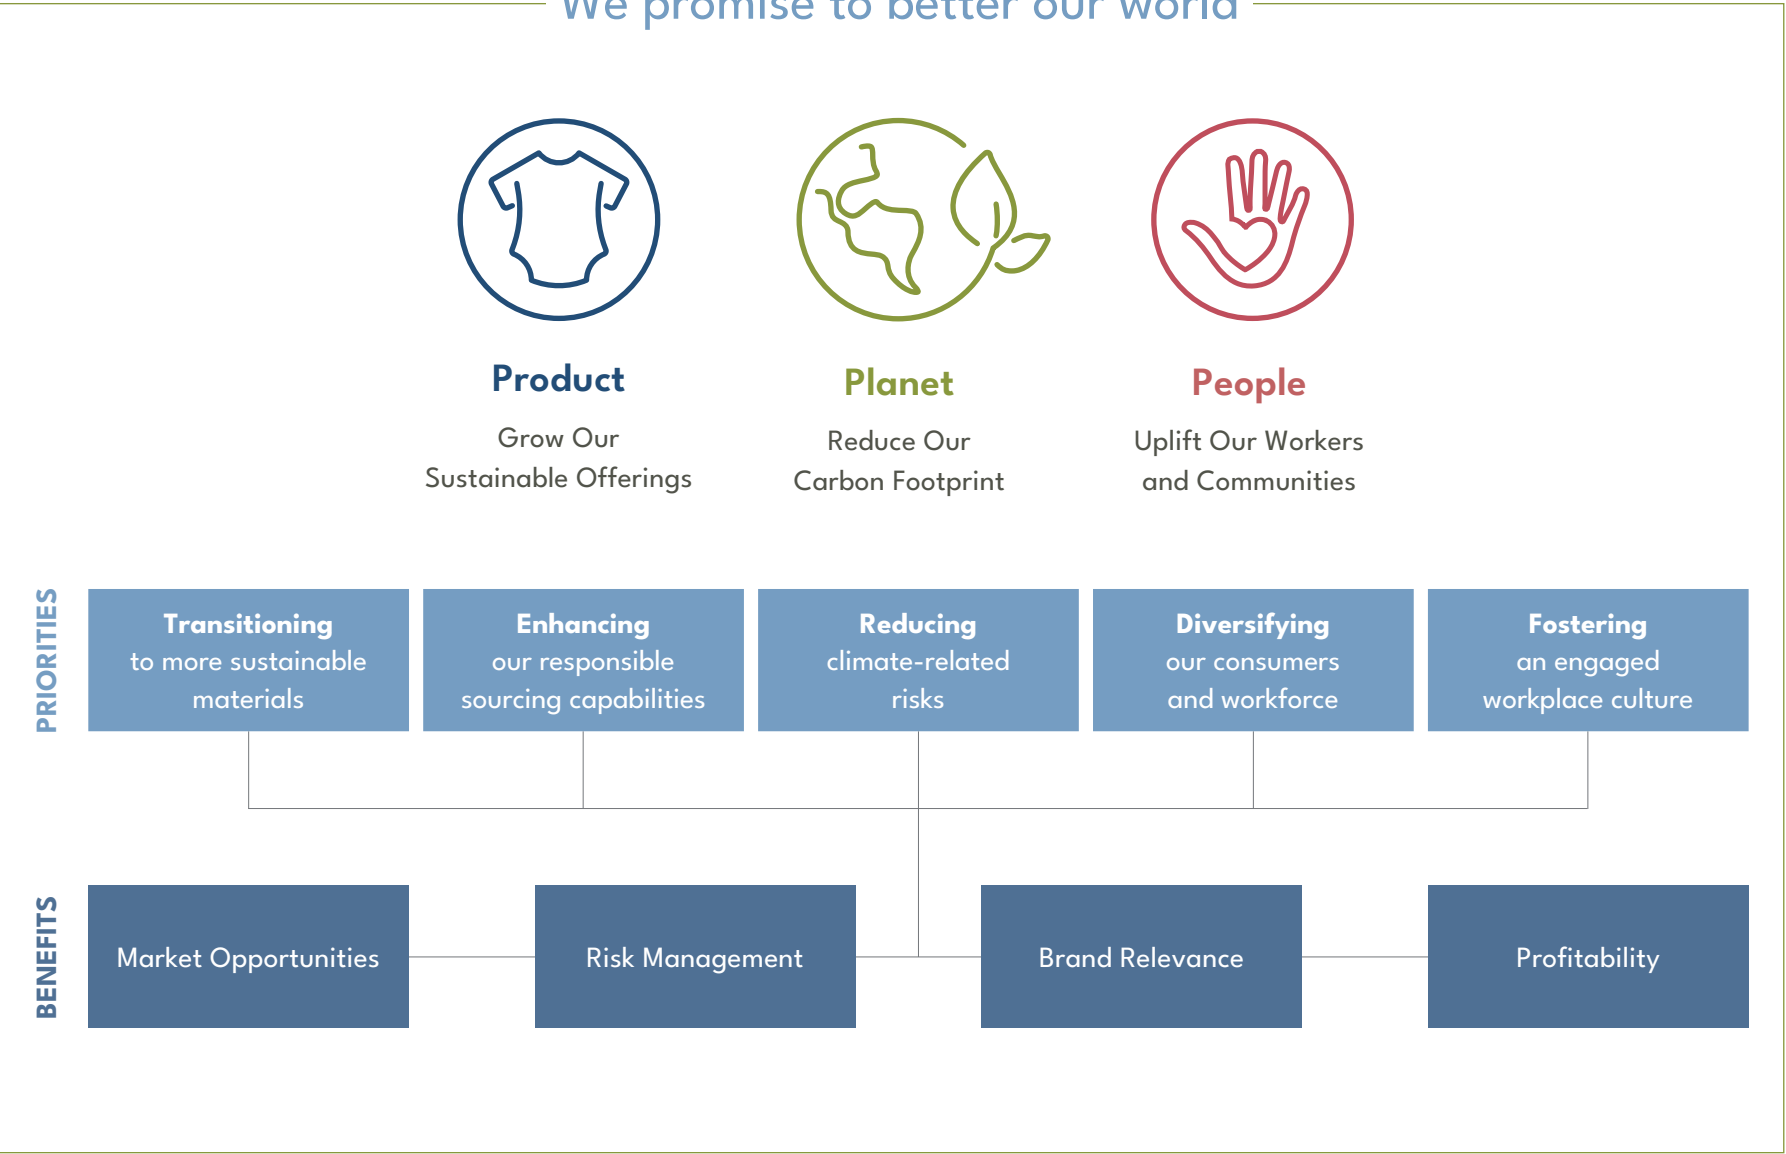 We promise to better our world
Product
Grow Our
Sustainable Offerings
Planet
Reduce Our
Carbon Footprint
People
Uplift Our Workers
and Communities
PRIORITIES
Transitioning
to more sustainable
materials
Enhancing
our responsible
sourcing capabilities
Reducing
climate-related
risks
Diversifying
our consumers
and workforce
Fostering
an engaged
workplace culture
BENEFITS
Market Opportunities
Risk Management
Brand Relevance
Profitability